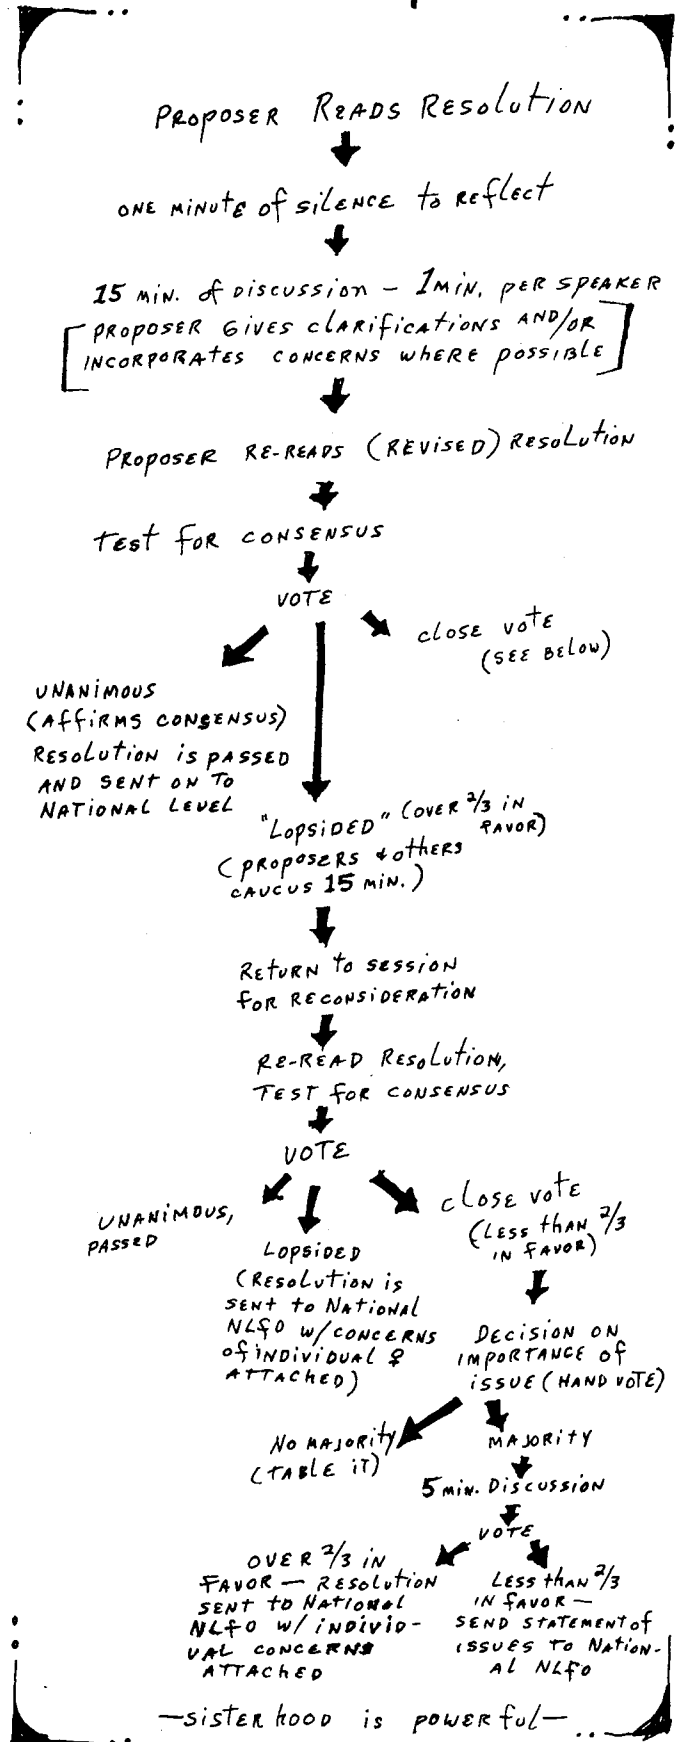 PROPOSER READS RESOLUTION
ONE MINUTE of SILENCE to REFLECT
15 MIN. of DISCUSSION – 1 MIN. PER SPEAKER
[PROPOSER GIVES CLARIFICATIONS AND/OR
INCORPORATES CONCERNS WHERE POSSIBLE]
PROPOSER RE-READS (REVISED) RESOLUTION
TEST FOR CONSENSUS
VOTE
CLOSE VOTE
(SEE BELOW)
UNANIMOUS
(AFFIRMS CONSENSUS)
RESOLUTION IS PASSED
AND SENT ON TO
NATIONAL LEVEL
"LOPSIDED" (OVER 2/3 IN
FAVOR)
(PROPOSERS & OTHERS
CAUCUS 15 MIN.)
RETURN TO SESSION
FOR RECONSIDERATION
RE-READ RESOLUTION,
TEST FOR CONSENSUS
VOTE
UNANIMOUS,
PASSED
LOPSIDED
(RESOLUTION IS
SENT TO NATIONAL
NLFO W/CONCERNS
OF INDIVIDUAL ♀
ATTACHED)
CLOSE VOTE
(LESS THAN 2/3
IN FAVOR)
DECISION ON
IMPORTANCE OF
ISSUE (HAND VOTE)
NO MAJORITY
(TABLE IT)
MAJORITY
5 MIN. DISCUSSION
VOTE
OVER 2/3 IN
FAVOR — RESOLUTION
SENT TO NATIONAL
NLFO W/ INDIVID-
UAL CONCERNS
ATTACHED
LESS THAN 2/3
IN FAVOR —
SEND STATEMENT OF
ISSUES TO NATION-
AL NLFO
—SISTERHOOD IS POWERFUL—